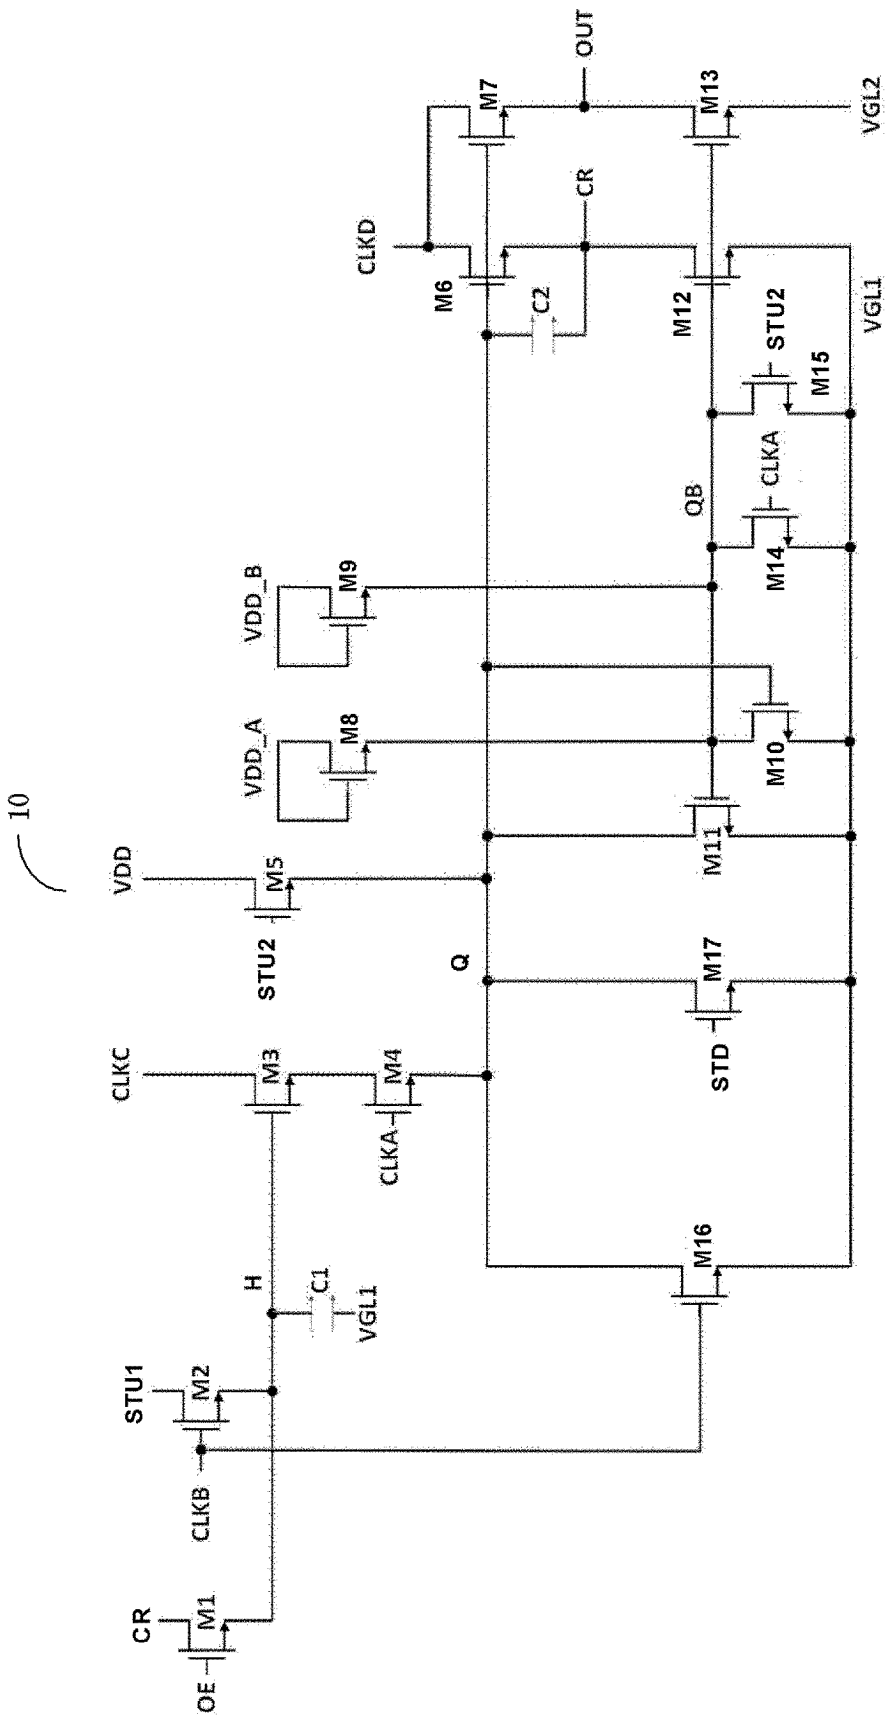 10
OE
CR
M1
CLKB
STU1
M2
H
C1
VGL1
CLKC
M3
CLKA
M4
VDD
STU2
M5
Q
VDD_A
M8
VDD_B
M9
CLKD
M6
M7
C2
CR
OUT
M16
STD
M17
M11
M10
QB
M14
CLKA
M15
STU2
M12
M13
VGL1
VGL2